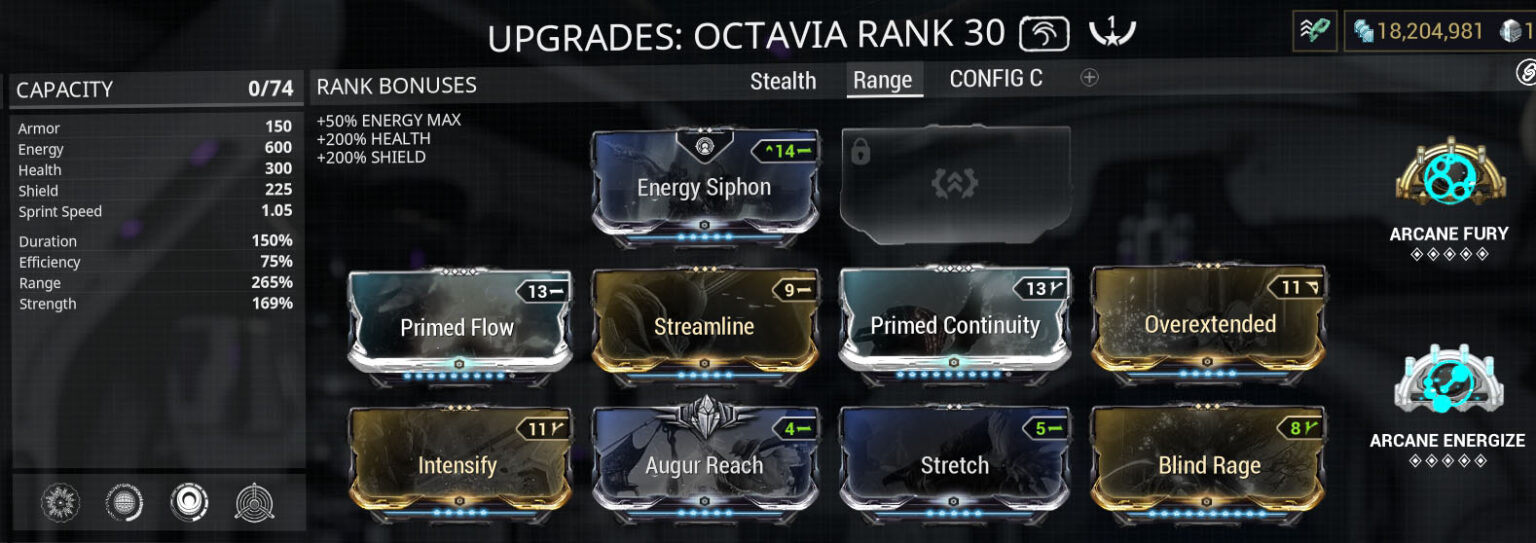 UPGRADES: OCTAVIA RANK 30
1
18,204,981
1
CAPACITY 0/74
RANK BONUSES
Stealth Range CONFIG C
Armor 150
Energy 600
Health 300
Shield 225
Sprint Speed 1.05
Duration 150%
Efficiency 75%
Range 265%
Strength 169%
+50% ENERGY MAX
+200% HEALTH
+200% SHIELD
^14
Energy Siphon
ARCANE FURY
13
Primed Flow
9
Streamline
13
Primed Continuity
11
Overextended
11
Intensify
4
Augur Reach
5
Stretch
8
Blind Rage
ARCANE ENERGIZE